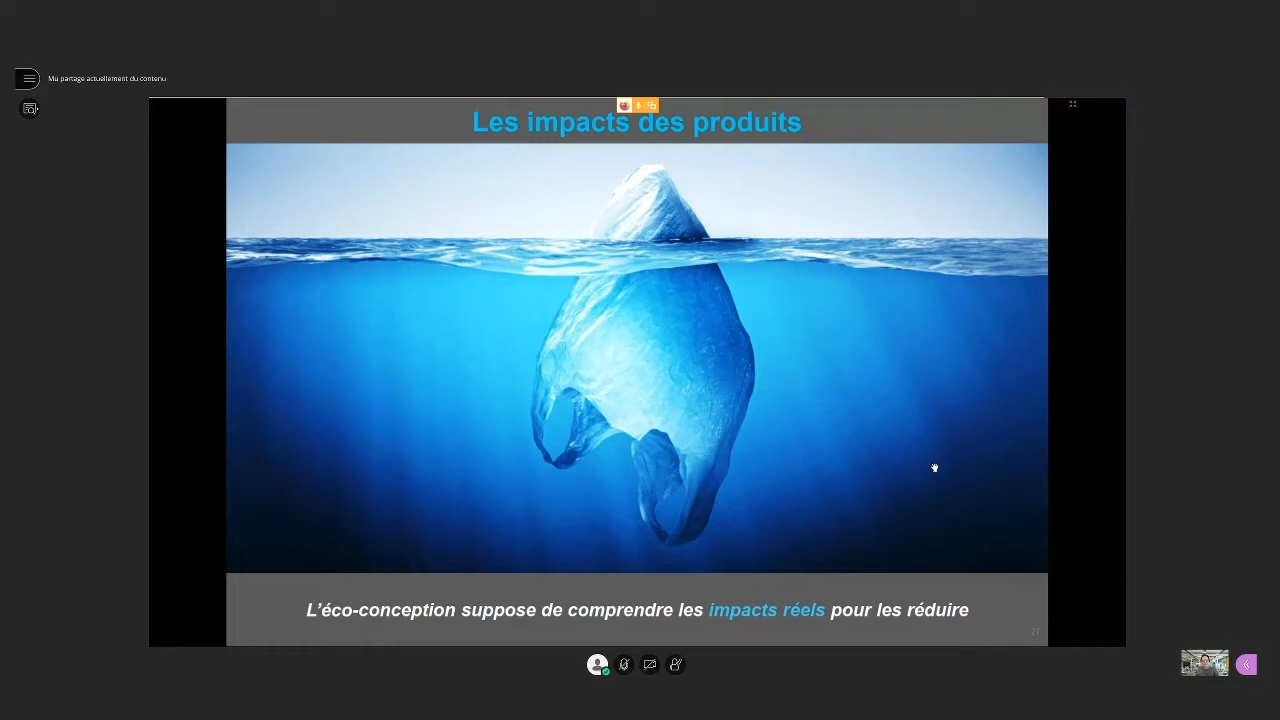 Mu partage actuellement du contenu
Les impacts des produits
L'éco-conception suppose de comprendre les impacts réels pour les réduire
27